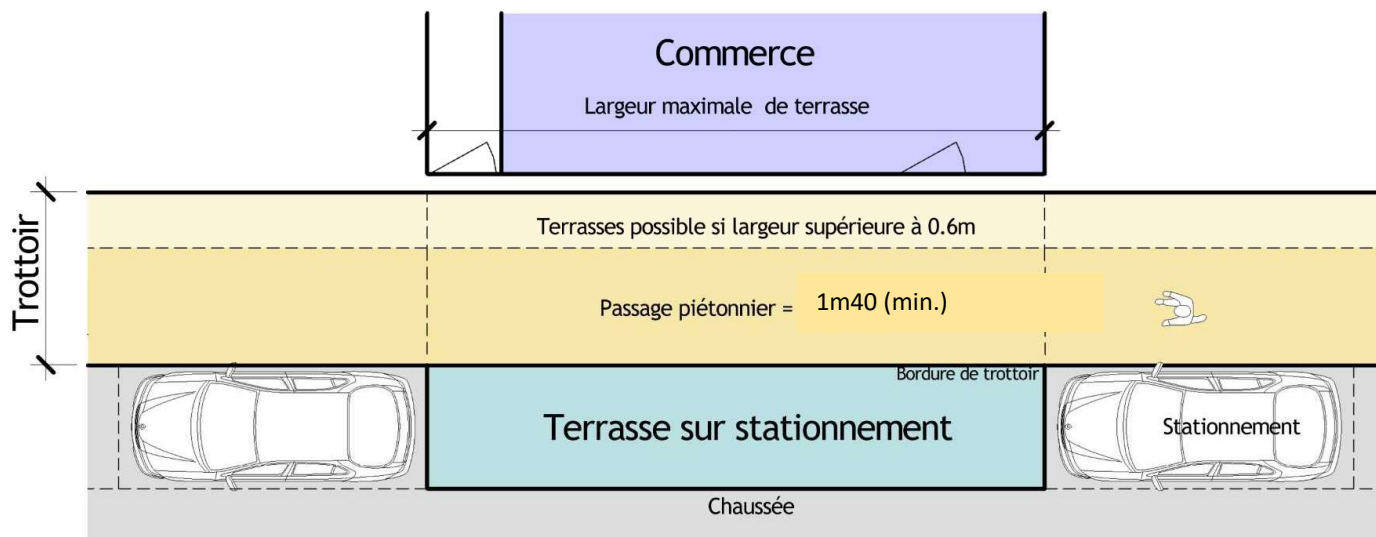 Commerce
Largeur maximale de terrasse
Trottoir
Terrasses possible si largeur supérieure à 0.6m
Passage piétonnier = 1m40 (min.)
Bordure de trottoir
Terrasse sur stationnement
Stationnement
Chaussée